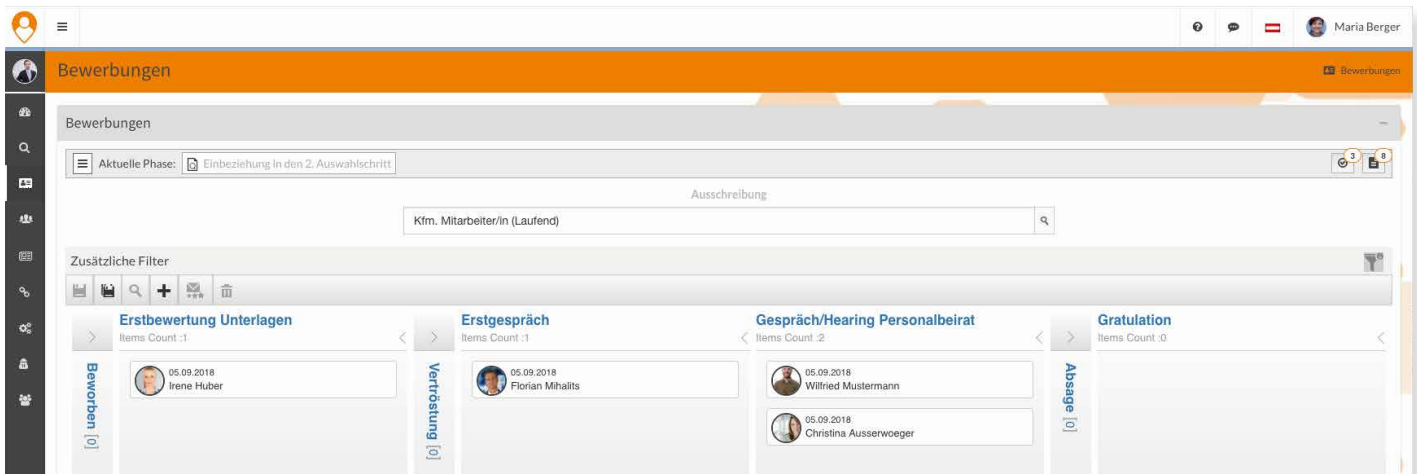 Maria Berger
Bewerbungen
Bewerbungen
Bewerbungen
Aktuelle Phase: Einbeziehung in den 2. Auswahlschritt
3
8
Ausschreibung
Kfm. Mitarbeiter/in (Laufend)
Zusätzliche Filter
Beworben [0]
Erstbewertung Unterlagen
Items Count :1
05.09.2018
Irene Huber
Vertröstung [0]
Erstgespräch
Items Count :1
05.09.2018
Florian Mihalits
Gespräch/Hearing Personalbeirat
Items Count :2
05.09.2018
Wilfried Mustermann
05.09.2018
Christina Ausserwoeger
Absage [0]
Gratulation
Items Count :0